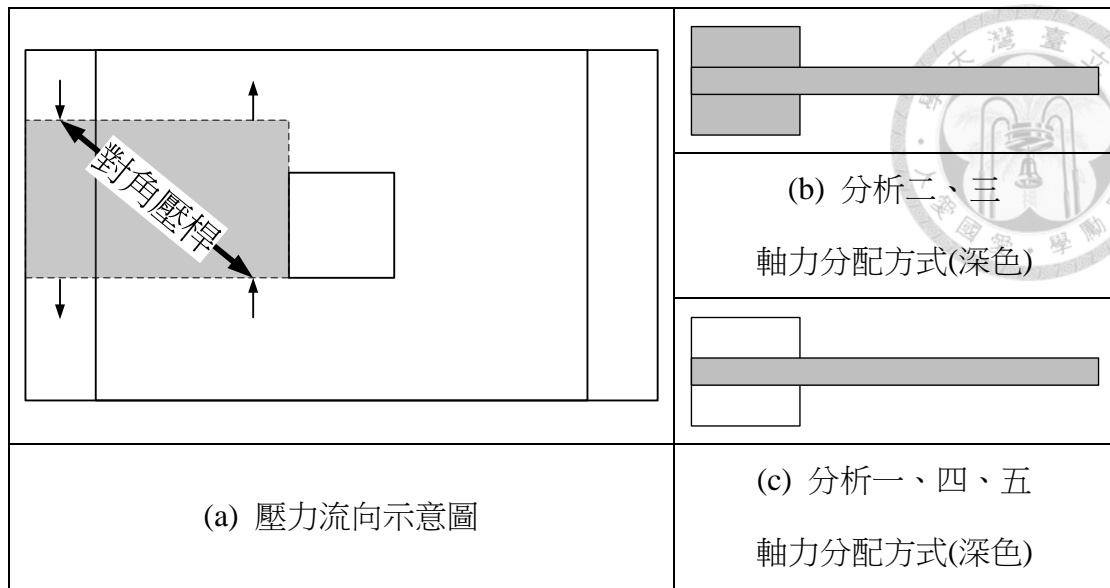 對角壓桿
(a) 壓力流向示意圖
(b) 分析二、三
軸力分配方式(深色)
(c) 分析一、四、五
軸力分配方式(深色)